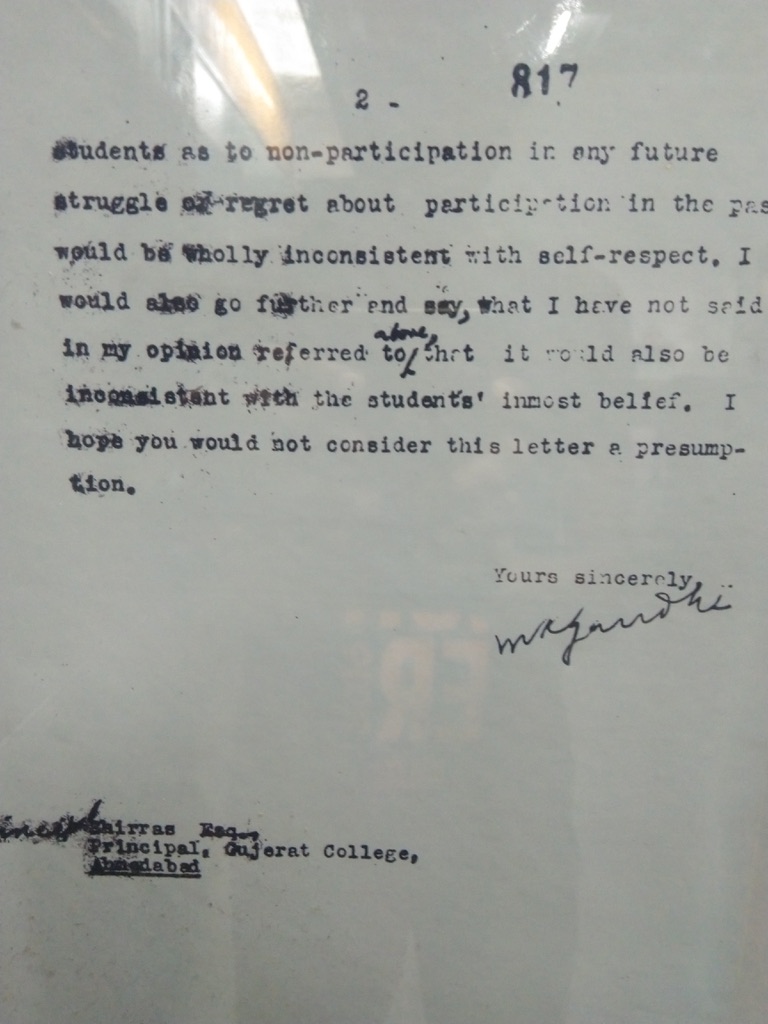 2 - 817
students as to non-participation in any future
struggle or regret about participation in the pas
would be wholly inconsistent with self-respect. I
would also go further and say, what I have not said
above,
in my opinion referred to/that it would also be
inconsistent with the students' inmost belief. I
hope you would not consider this letter a presump-
tion.
Yours sincerely,
MKGandhi
Shirras Esq.,
Principal, Gujerat College,
Ahmedabad